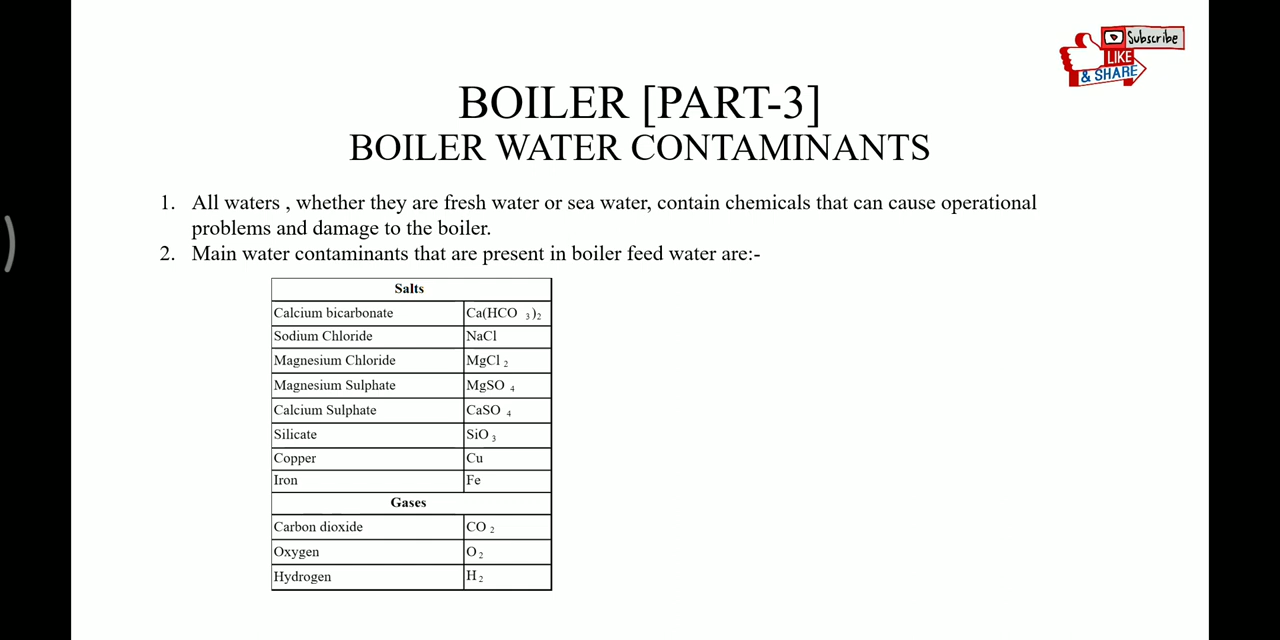 Subscribe
LIKE
& SHARE
BOILER [PART-3]
BOILER WATER CONTAMINANTS
1. All waters , whether they are fresh water or sea water, contain chemicals that can cause operational
problems and damage to the boiler.
2. Main water contaminants that are present in boiler feed water are:-
Salts
Calcium bicarbonate Ca(HCO ₃)₂
Sodium Chloride NaCl
Magnesium Chloride MgCl ₂
Magnesium Sulphate MgSO ₄
Calcium Sulphate CaSO ₄
Silicate SiO ₃
Copper Cu
Iron Fe
Gases
Carbon dioxide CO ₂
Oxygen O ₂
Hydrogen H ₂